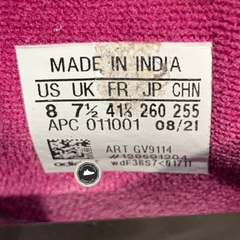 MADE IN INDIA
US UK FR JP CHN
8 7½ 41⅓ 260 255
APC 011001 08/21
ART GV9114